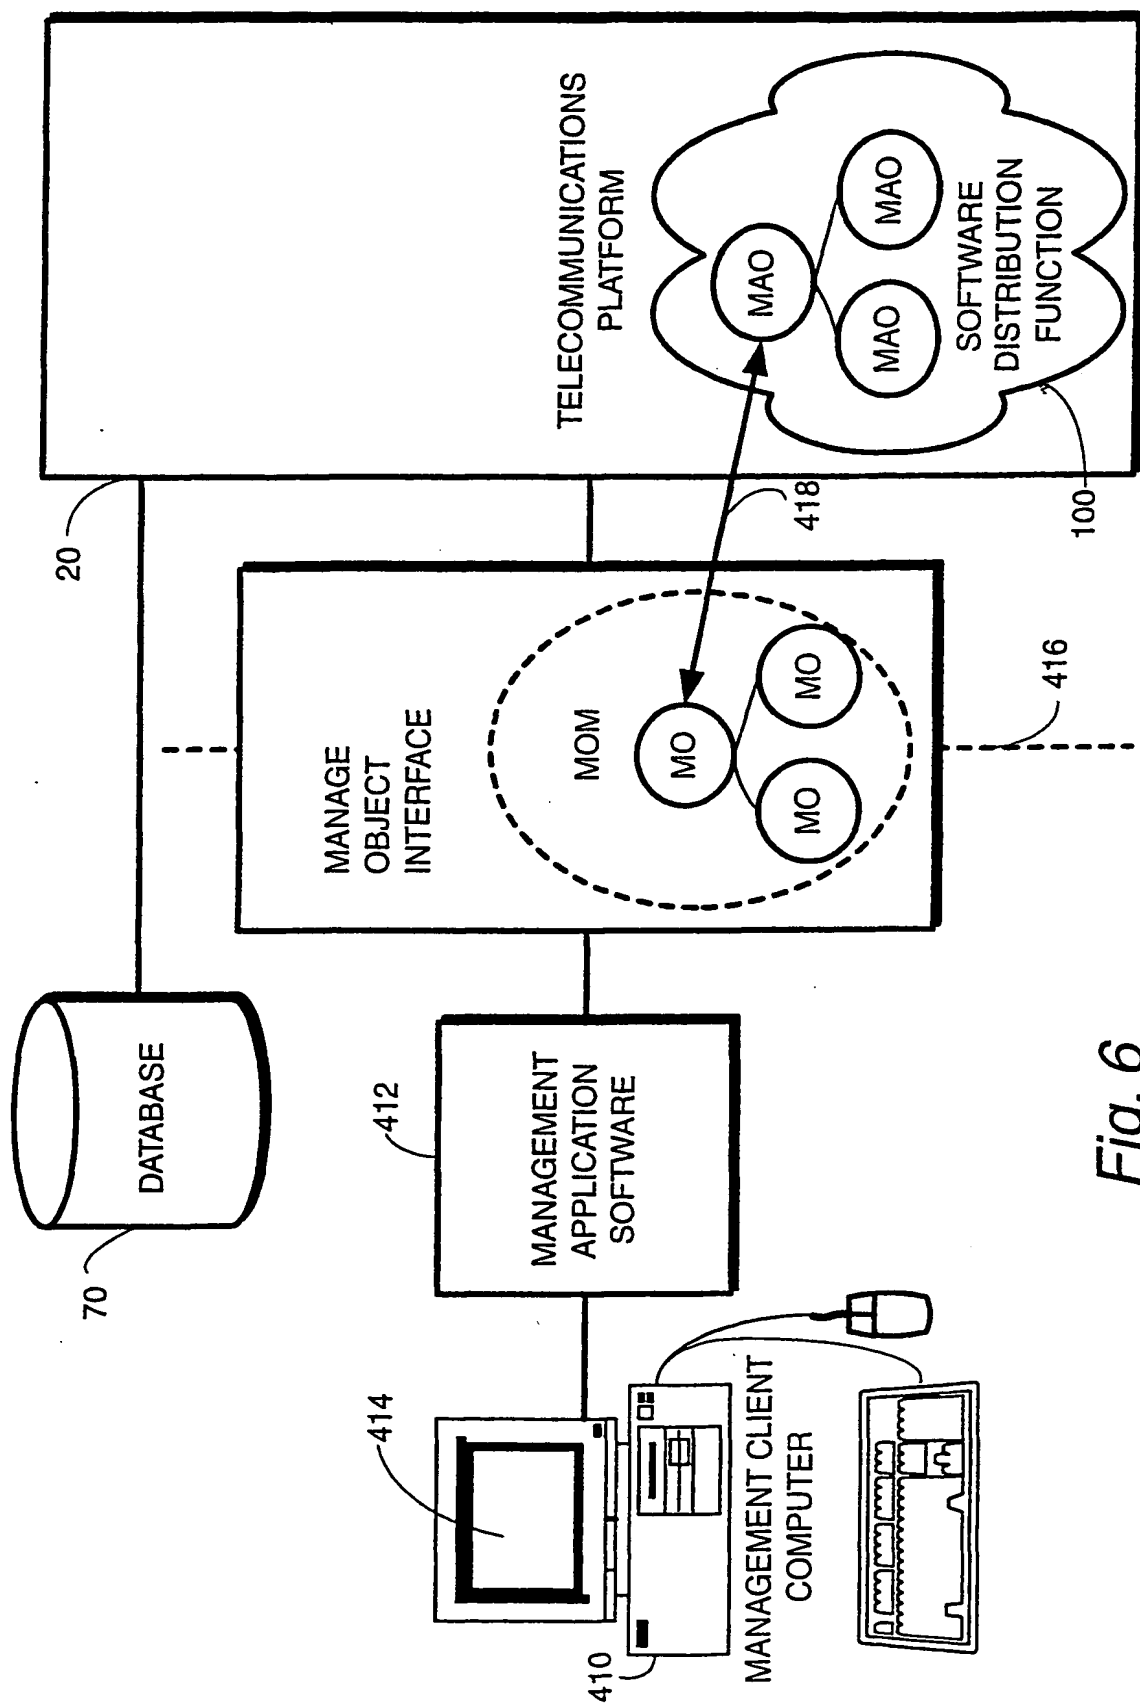 70
DATABASE
20
414
412
MANAGEMENT
APPLICATION
SOFTWARE
MANAGE
OBJECT
INTERFACE
MOM
MO
MO
MO
TELECOMMUNICATIONS
PLATFORM
MAO
MAO
MAO
SOFTWARE
DISTRIBUTION
FUNCTION
418
100
416
410
MANAGEMENT CLIENT
COMPUTER
Fig. 6